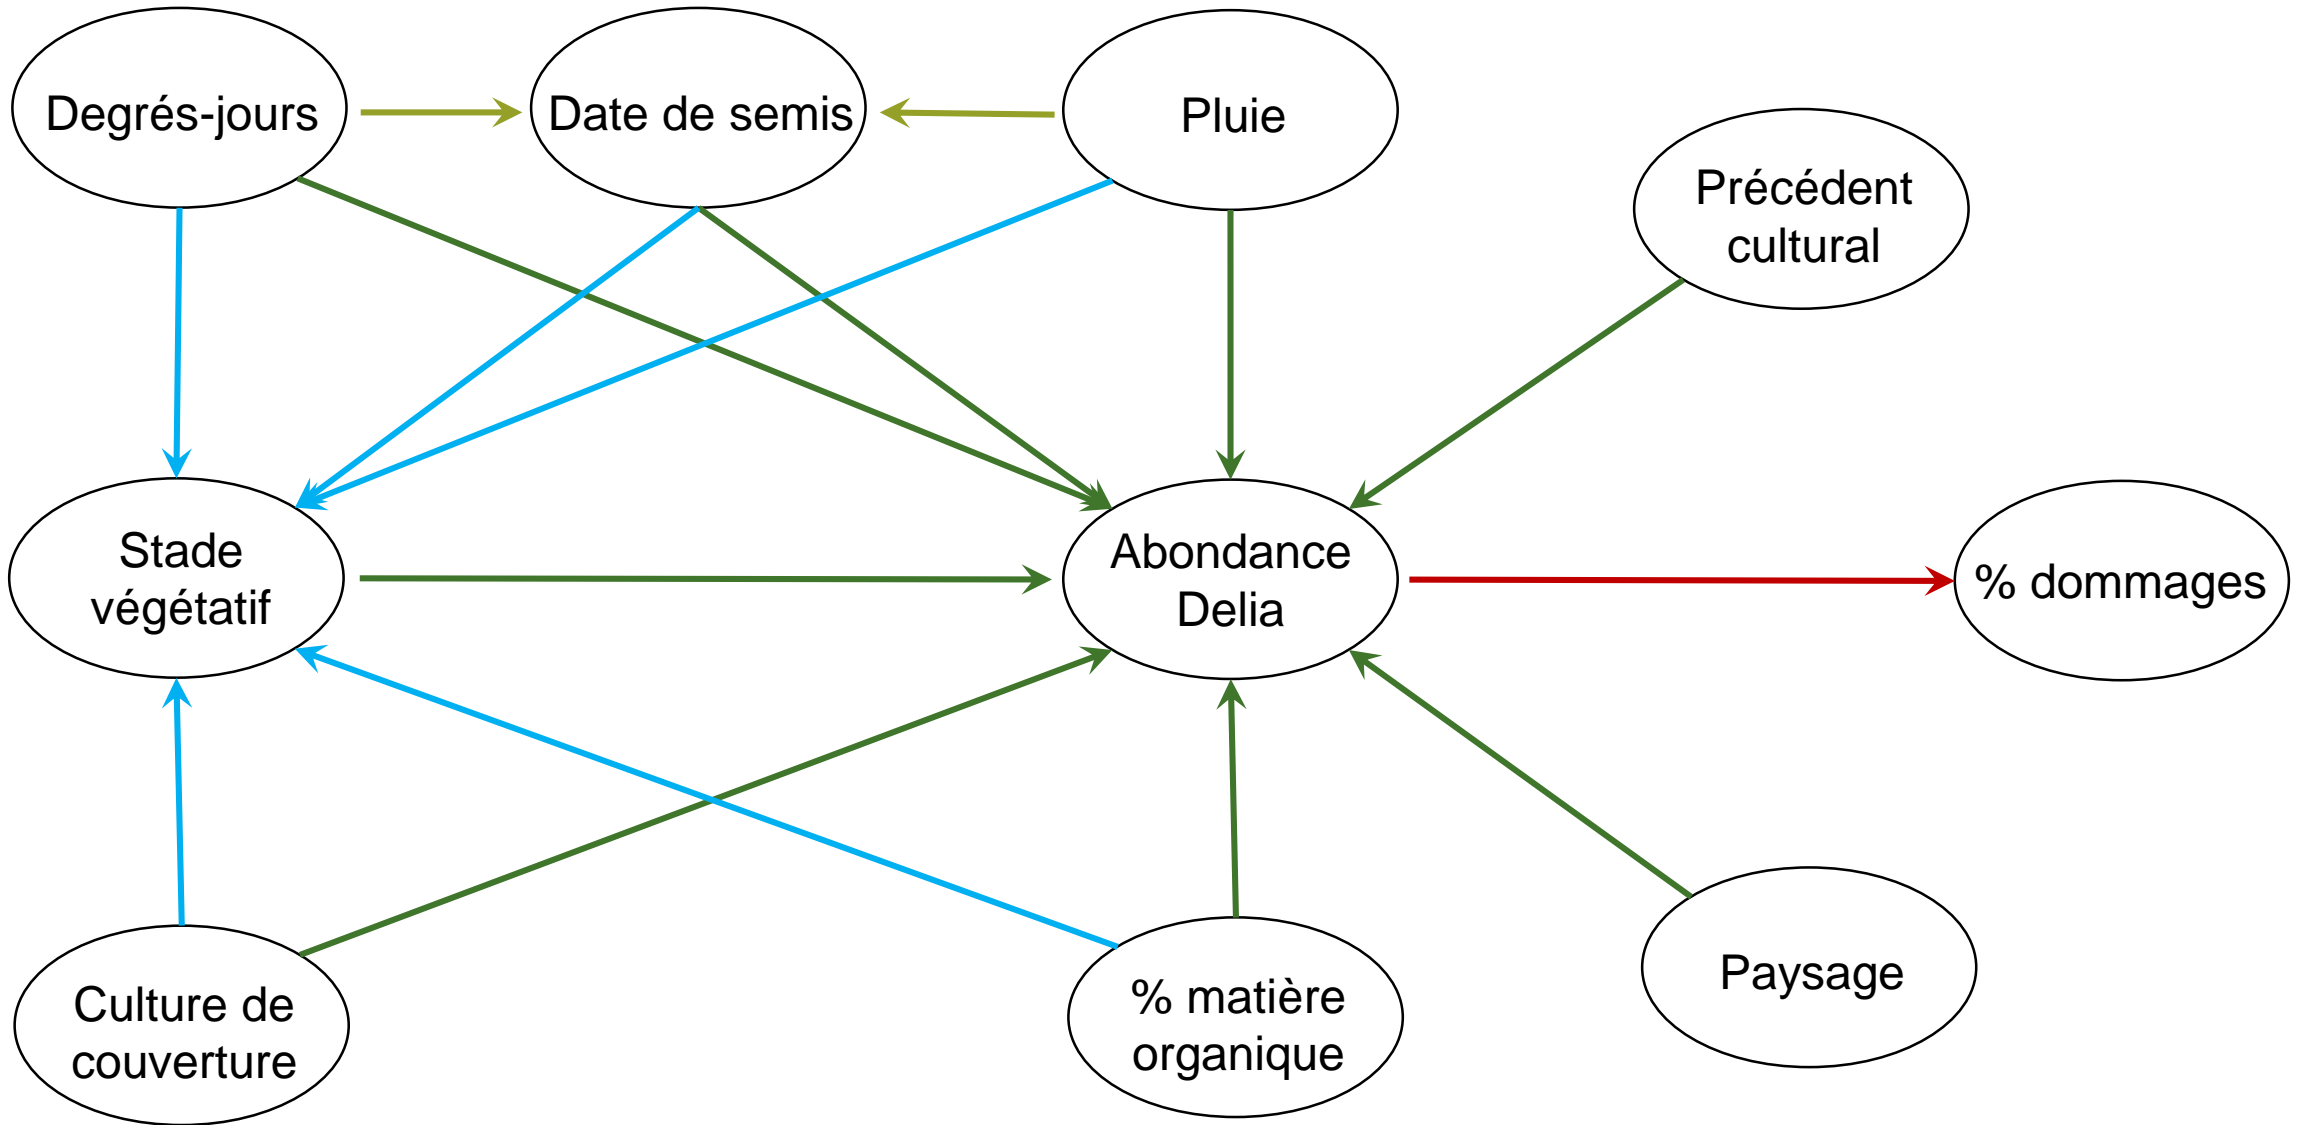 Degrés-jours
Date de semis
Pluie
Précédent
cultural
Stade
végétatif
Abondance
Delia
% dommages
Culture de
couverture
% matière
organique
Paysage